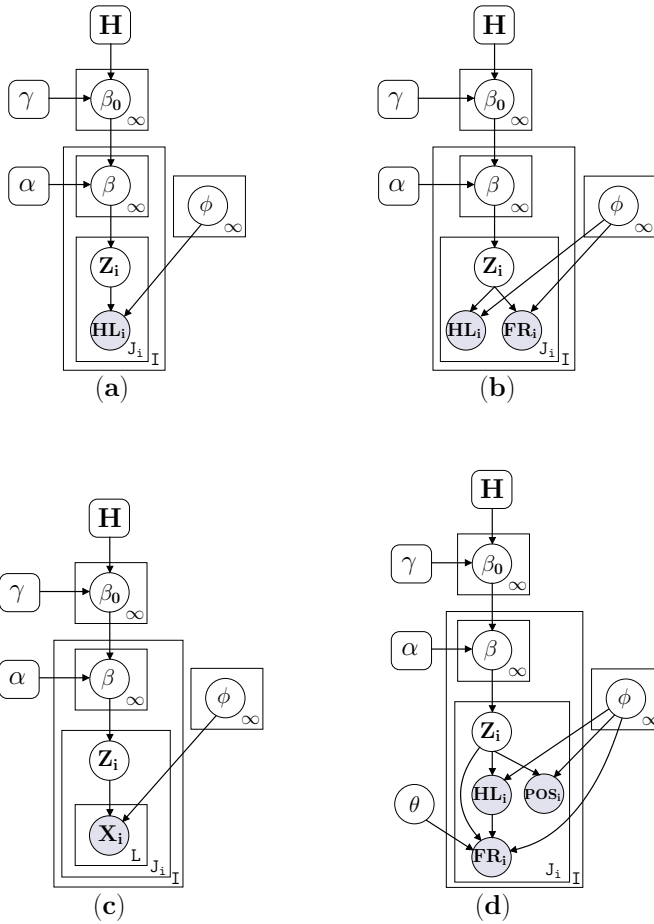 H
γ
β₀
∞
α
β
∞
ϕ
∞
Zᵢ
HLᵢ
Jᵢ
I
(a)
H
γ
β₀
∞
α
β
∞
ϕ
∞
Zᵢ
HLᵢ
FRᵢ
Jᵢ
I
(b)
H
γ
β₀
∞
α
β
∞
ϕ
∞
Zᵢ
Xᵢ
L
Jᵢ
I
(c)
H
γ
β₀
∞
α
β
∞
ϕ
∞
Zᵢ
HLᵢ
POSᵢ
θ
FRᵢ
Jᵢ
I
(d)